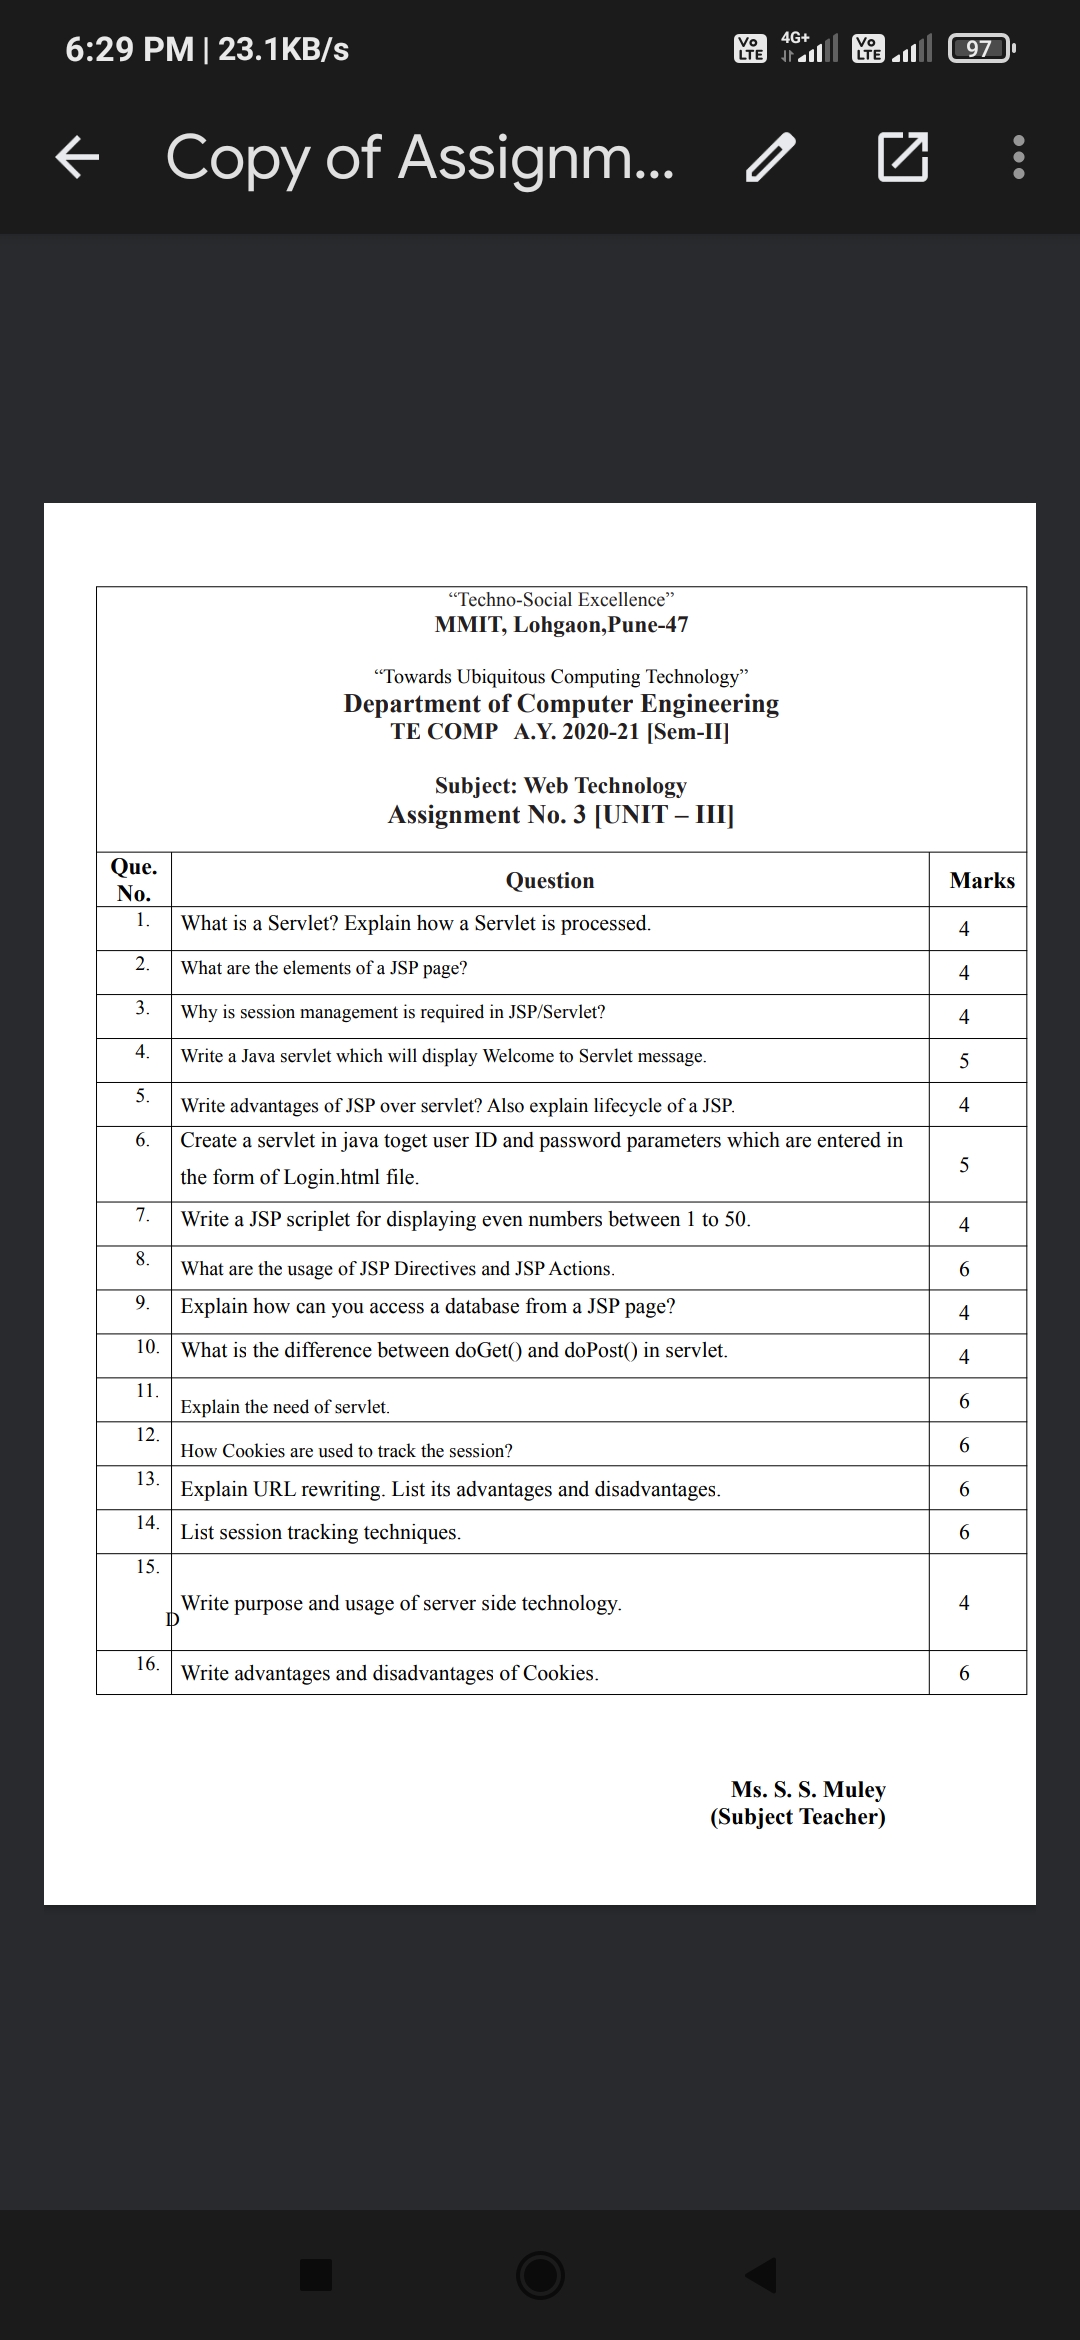 6:29 PM | 23.1KB/s
Vo LTE 4G+ Vo LTE 97
Copy of Assignm...
“Techno-Social Excellence”
MMIT, Lohgaon,Pune-47
“Towards Ubiquitous Computing Technology”
Department of Computer Engineering
TE COMP A.Y. 2020-21 [Sem-II]
Subject: Web Technology
Assignment No. 3 [UNIT – III]
Que. No. Question Marks
1. What is a Servlet? Explain how a Servlet is processed. 4
2. What are the elements of a JSP page? 4
3. Why is session management is required in JSP/Servlet? 4
4. Write a Java servlet which will display Welcome to Servlet message. 5
5. Write advantages of JSP over servlet? Also explain lifecycle of a JSP. 4
6. Create a servlet in java toget user ID and password parameters which are entered in
the form of Login.html file. 5
7. Write a JSP scriplet for displaying even numbers between 1 to 50. 4
8. What are the usage of JSP Directives and JSP Actions. 6
9. Explain how can you access a database from a JSP page? 4
10. What is the difference between doGet() and doPost() in servlet. 4
11. Explain the need of servlet. 6
12. How Cookies are used to track the session? 6
13. Explain URL rewriting. List its advantages and disadvantages. 6
14. List session tracking techniques. 6
15. Write purpose and usage of server side technology. 4
D
16. Write advantages and disadvantages of Cookies. 6
Ms. S. S. Muley
(Subject Teacher)